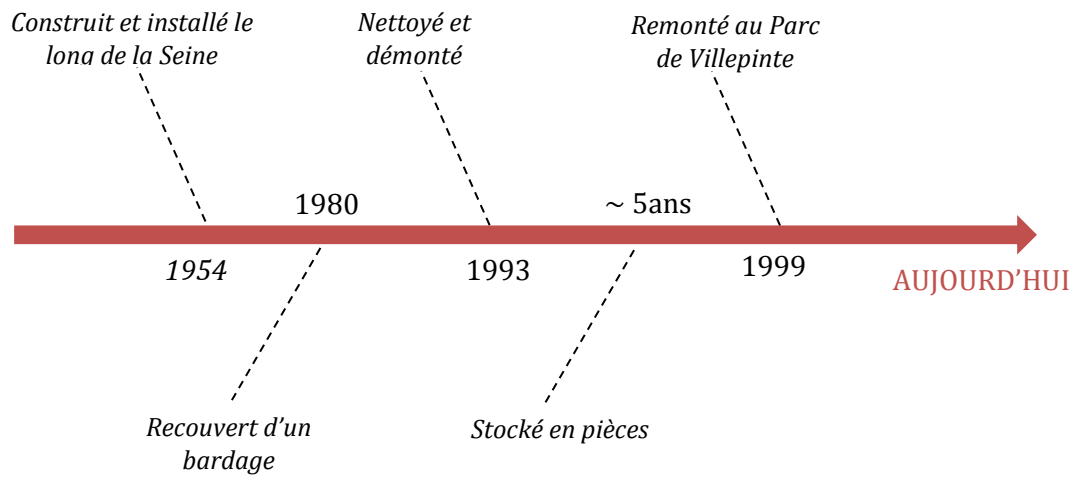 Construit et installé le
long de la Seine
Nettoyé et
démonté
Remonté au Parc
de Villepinte
1980
~ 5ans
1954
1993
1999
AUJOURD’HUI
Recouvert d’un
bardage
Stocké en pièces